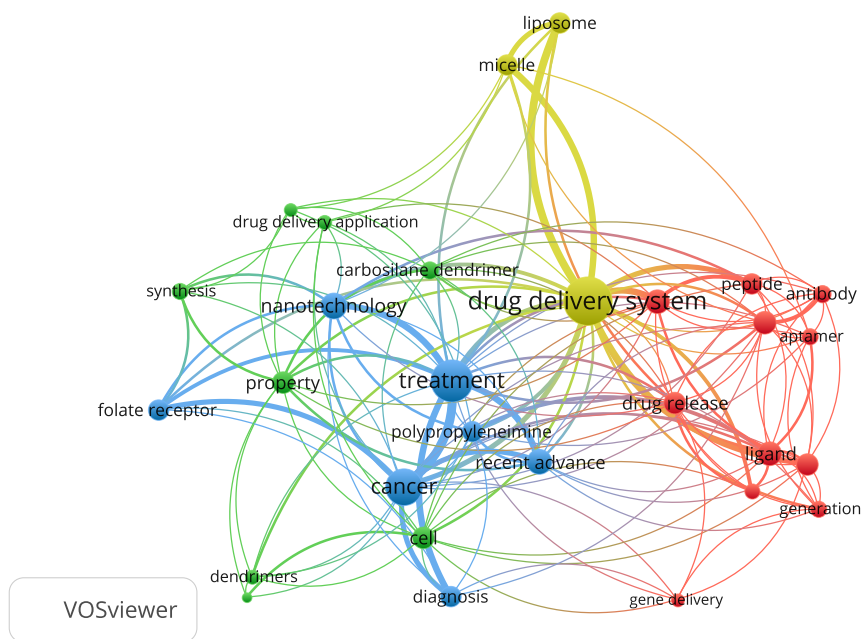 liposome
micelle
drug delivery application
carbosilane dendrimer
synthesis
nanotechnology
drug delivery system
peptide
antibody
aptamer
treatment
property
folate receptor
drug release
polypropyleneimine
recent advance
ligand
cancer
generation
cell
dendrimers
diagnosis
gene delivery
VOSviewer